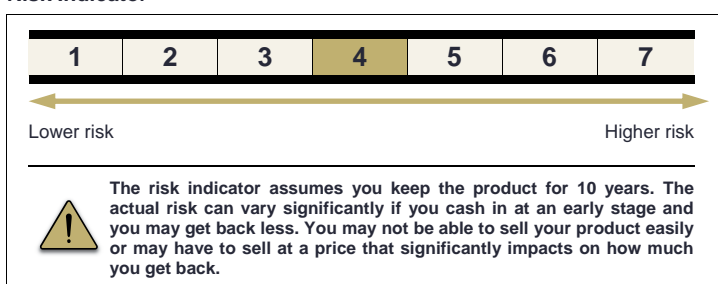 1 2 3 4 5 6 7
Lower risk Higher risk
The risk indicator assumes you keep the product for 10 years. The
actual risk can vary significantly if you cash in at an early stage and
you may get back less. You may not be able to sell your product easily
or may have to sell at a price that significantly impacts on how much
you get back.